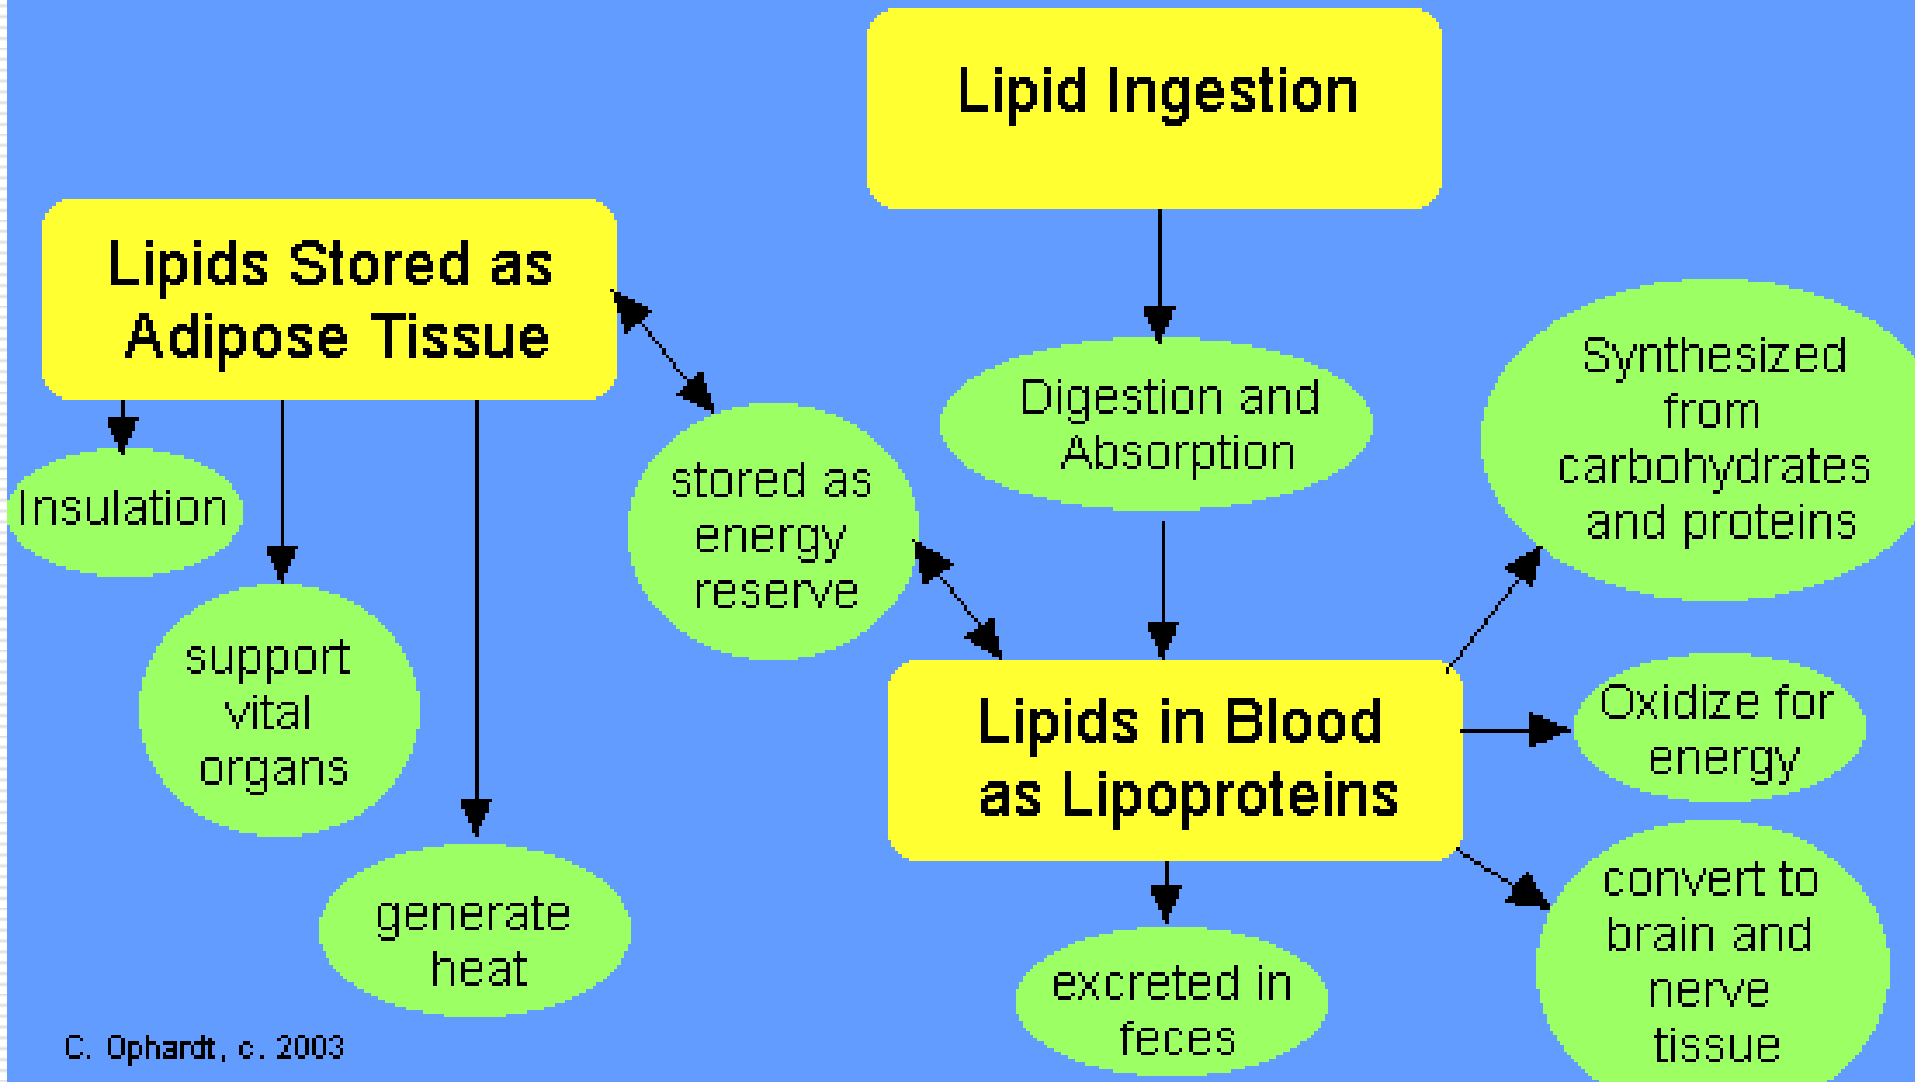 Lipid Ingestion
Lipids Stored as
Adipose Tissue
Digestion and
Absorption
Synthesized
from
carbohydrates
and proteins
stored as
energy
reserve
Insulation
support
vital
organs
generate
heat
Lipids in Blood
as Lipoproteins
Oxidize for
energy
convert to
brain and
nerve
tissue
excreted in
feces
C. Ophardt, c. 2003